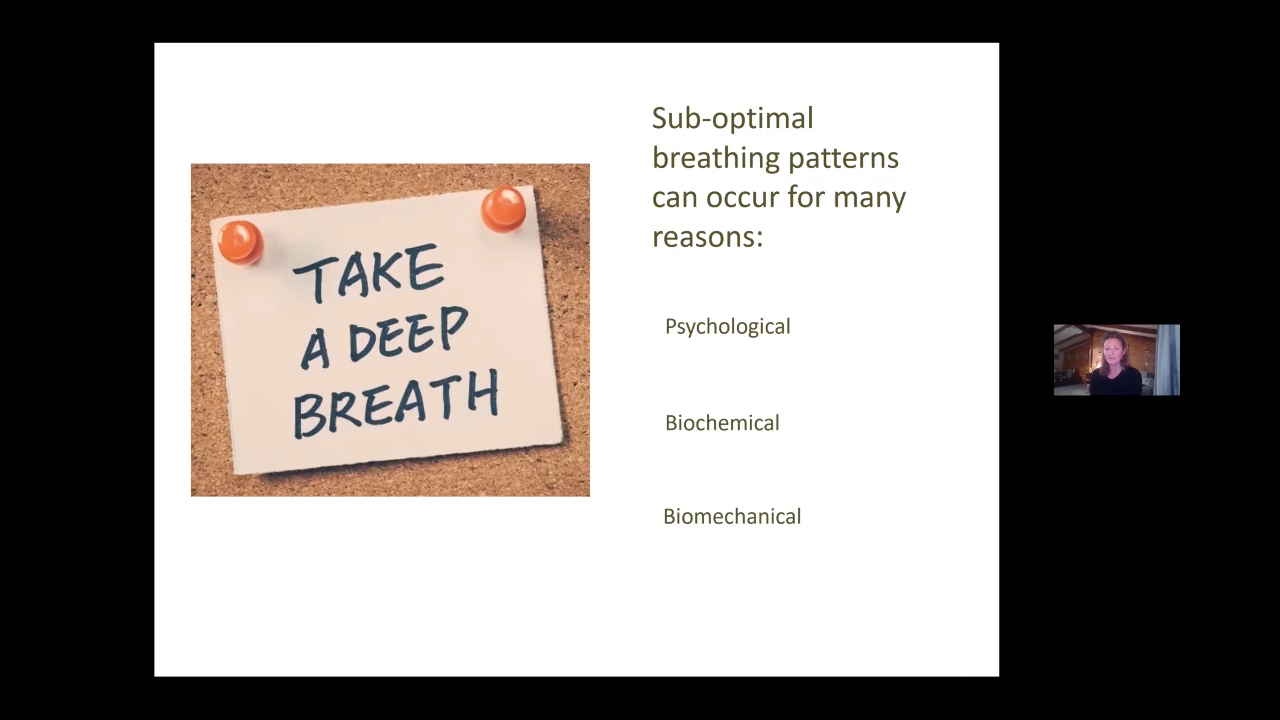 TAKE
A DEEP
BREATH
Sub-optimal
breathing patterns
can occur for many
reasons:
Psychological
Biochemical
Biomechanical